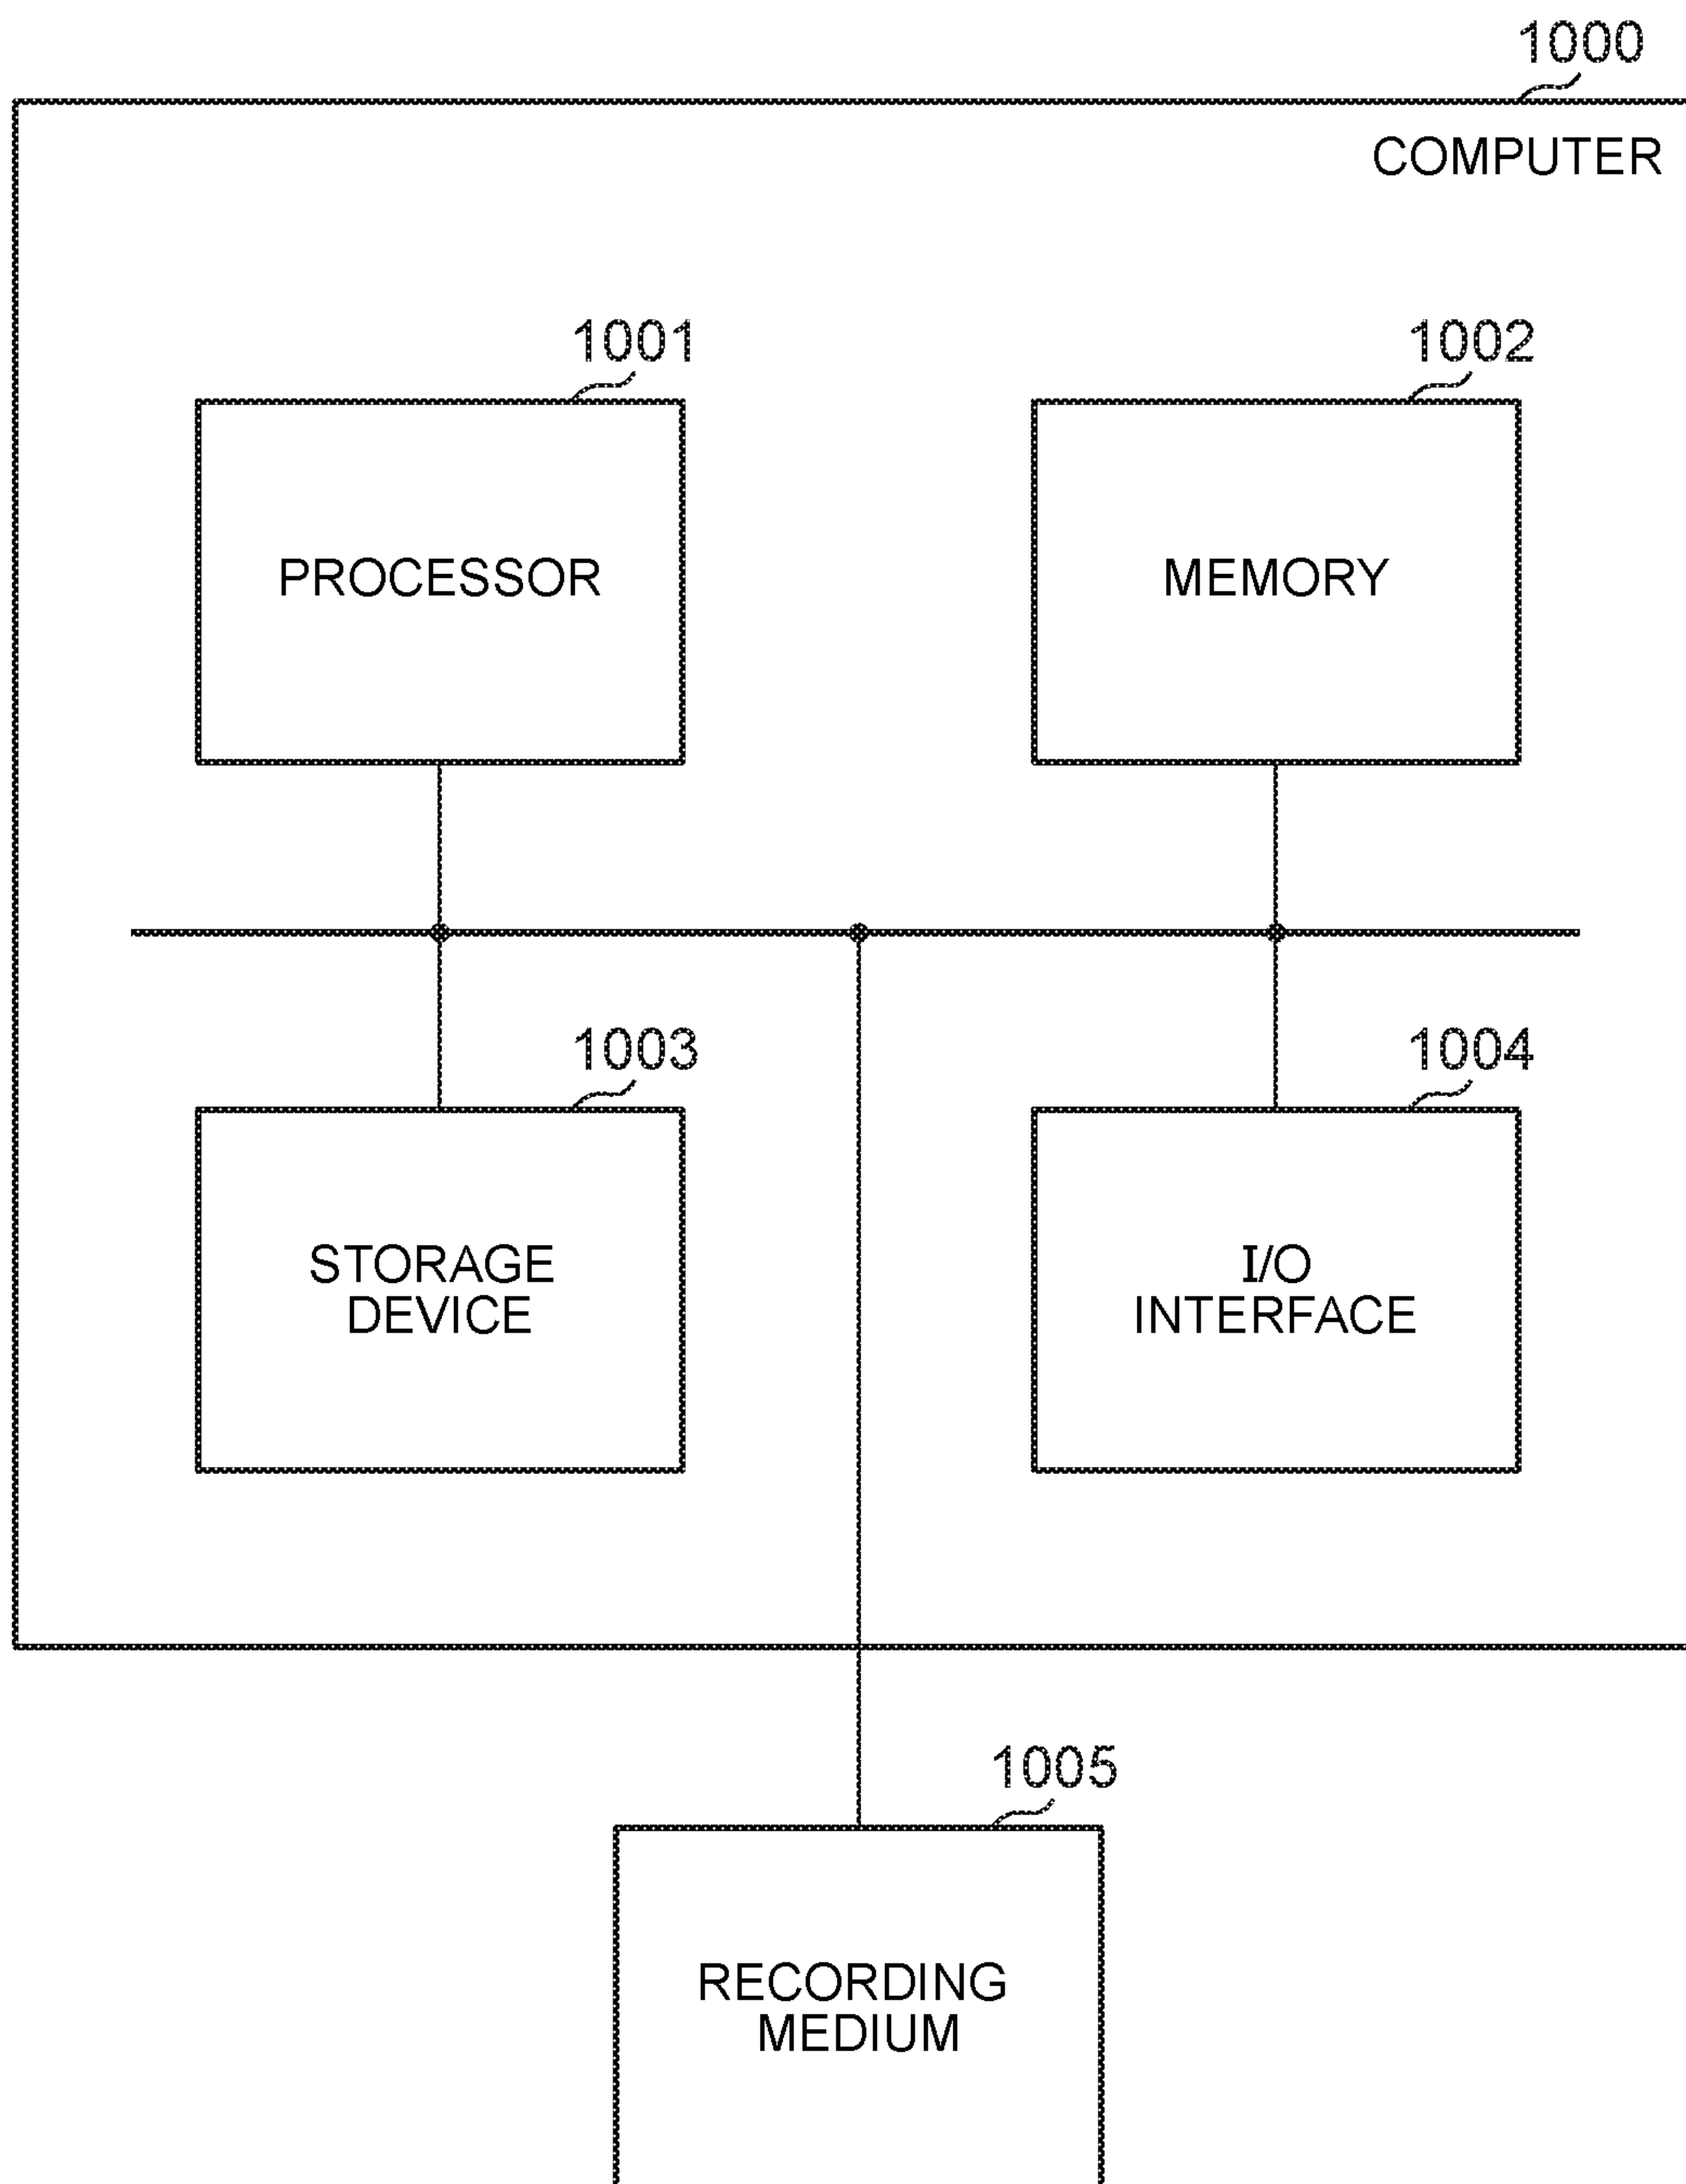 1000
COMPUTER
1001
1002
PROCESSOR
MEMORY
1003
1004
STORAGE
DEVICE
I/O
INTERFACE
1005
RECORDING
MEDIUM